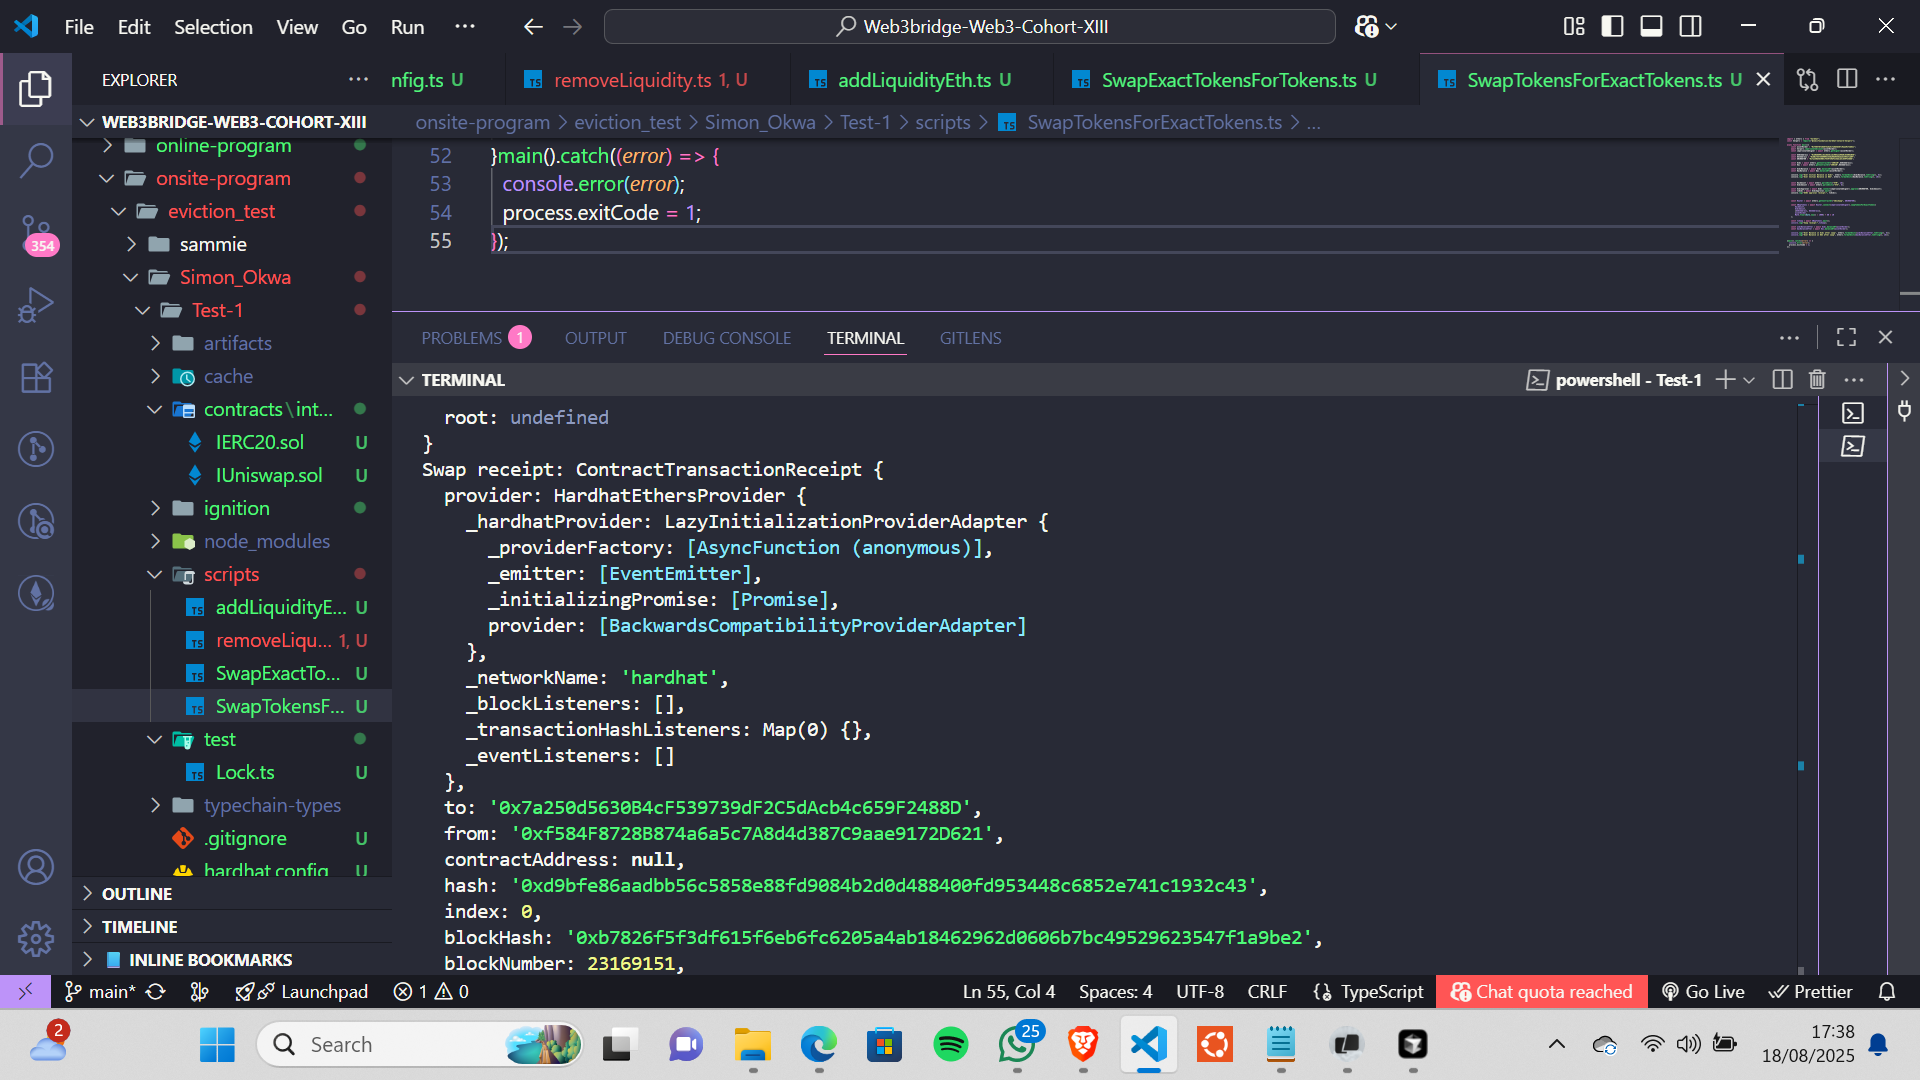 File Edit Selection View Go Run ···
Web3bridge-Web3-Cohort-XIII
EXPLORER ···
nfig.ts U
removeLiquidity.ts 1, U
addLiquidityEth.ts U
SwapExactTokensForTokens.ts U
SwapTokensForExactTokens.ts U
onsite-program > eviction_test > Simon_Okwa > Test-1 > scripts > SwapTokensForExactTokens.ts > ...
WEB3BRIDGE-WEB3-COHORT-XIII
online-program
onsite-program
eviction_test
sammie
Simon_Okwa
Test-1
artifacts
cache
contracts\int...
IERC20.sol U
IUniswap.sol U
ignition
node_modules
scripts
addLiquidityE... U
removeLiqu... 1, U
SwapExactTo... U
SwapTokensF... U
test
Lock.ts U
typechain-types
.gitignore U
hardhat.config U
OUTLINE
TIMELINE
INLINE BOOKMARKS
354
52 }main().catch((error) => {
53 console.error(error);
54 process.exitCode = 1;
55 });
PROBLEMS 1 OUTPUT DEBUG CONSOLE TERMINAL GITLENS
TERMINAL
powershell - Test-1
root: undefined
}
Swap receipt: ContractTransactionReceipt {
provider: HardhatEthersProvider {
_hardhatProvider: LazyInitializationProviderAdapter {
_providerFactory: [AsyncFunction (anonymous)],
_emitter: [EventEmitter],
_initializingPromise: [Promise],
provider: [BackwardsCompatibilityProviderAdapter]
},
_networkName: 'hardhat',
_blockListeners: [],
_transactionHashListeners: Map(0) {},
_eventListeners: []
},
to: '0x7a250d5630B4cF539739dF2C5dAcb4c659F2488D',
from: '0xf584F8728B874a6a5c7A8d4d387C9aae9172D621',
contractAddress: null,
hash: '0xd9bfe86aadbb56c5858e88fd9084b2d0d488400fd953448c6852e741c1932c43',
index: 0,
blockHash: '0xb7826f5f3df615f6eb6fc6205a4ab18462962d0606b7bc49529623547f1a9be2',
blockNumber: 23169151,
main* Launchpad 1 0 Ln 55, Col 4 Spaces: 4 UTF-8 CRLF TypeScript Chat quota reached Go Live Prettier
2
Search
25
17:38
18/08/2025